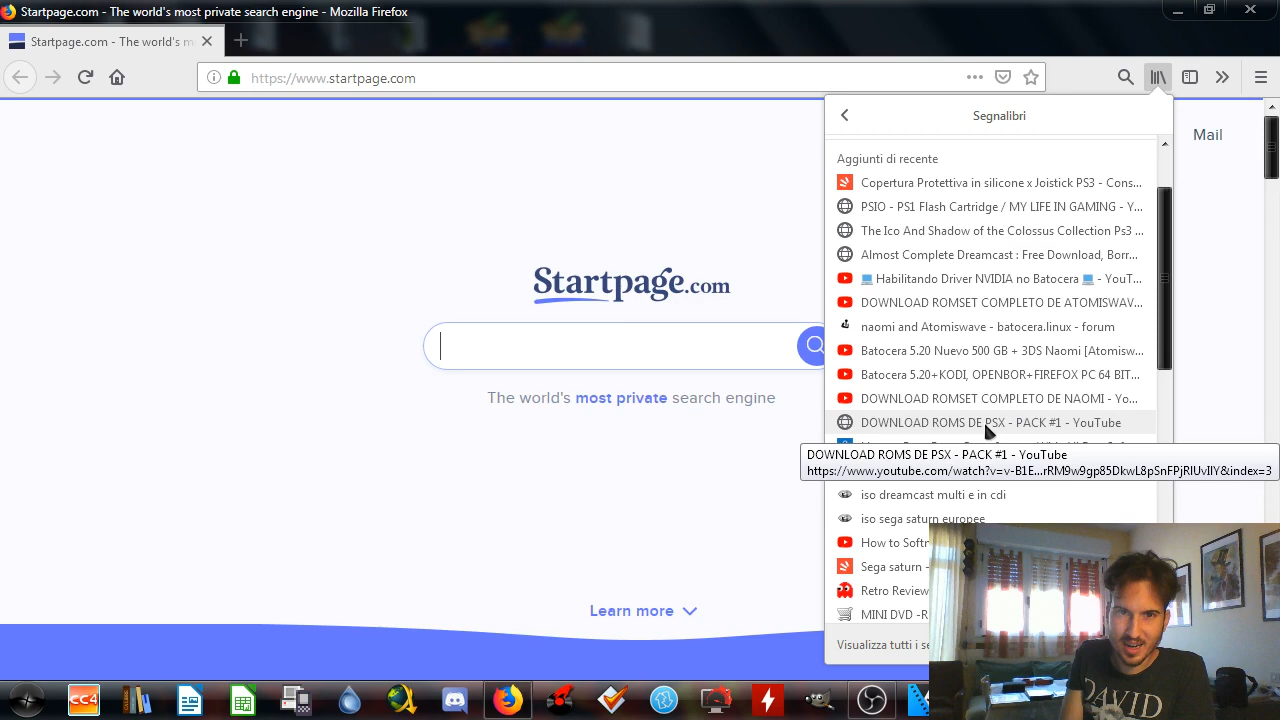 Startpage.com - The world's most private search engine - Mozilla Firefox
Startpage.com - The world's m
https://www.startpage.com
Segnalibri
Mail
Aggiunti di recente
Copertura Protettiva in silicone x Joistick PS3 - Cons...
PSIO - PS1 Flash Cartridge / MY LIFE IN GAMING - Y...
The Ico And Shadow of the Colossus Collection Ps3 ...
Almost Complete Dreamcast : Free Download, Borr...
💻 Habilitando Driver NVIDIA no Batocera 💻 - YouT...
DOWNLOAD ROMSET COMPLETO DE ATOMISWAV...
naomi and Atomiswave - batocera.linux - forum
Batocera 5.20 Nuevo 500 GB + 3DS Naomi [Atomisw...
Batocera 5.20+KODI, OPENBOR+FIREFOX PC 64 BIT...
DOWNLOAD ROMSET COMPLETO DE NAOMI - Yo...
DOWNLOAD ROMS DE PSX - PACK #1 - YouTube
DOWNLOAD ROMS DE PSX - PACK #1 - YouTube
https://www.youtube.com/watch?v=v-B1E...rRM9w9gp85DkwL8pSnFPjRlUvIlY&index=3
iso dreamcast multi e in cdi
iso sega saturn europee
How to Softr
Sega saturn -
Retro Review
MINI DVD -R
Visualizza tutti i se
Startpage.com
The world's most private search engine
Learn more
CC4
DAVID